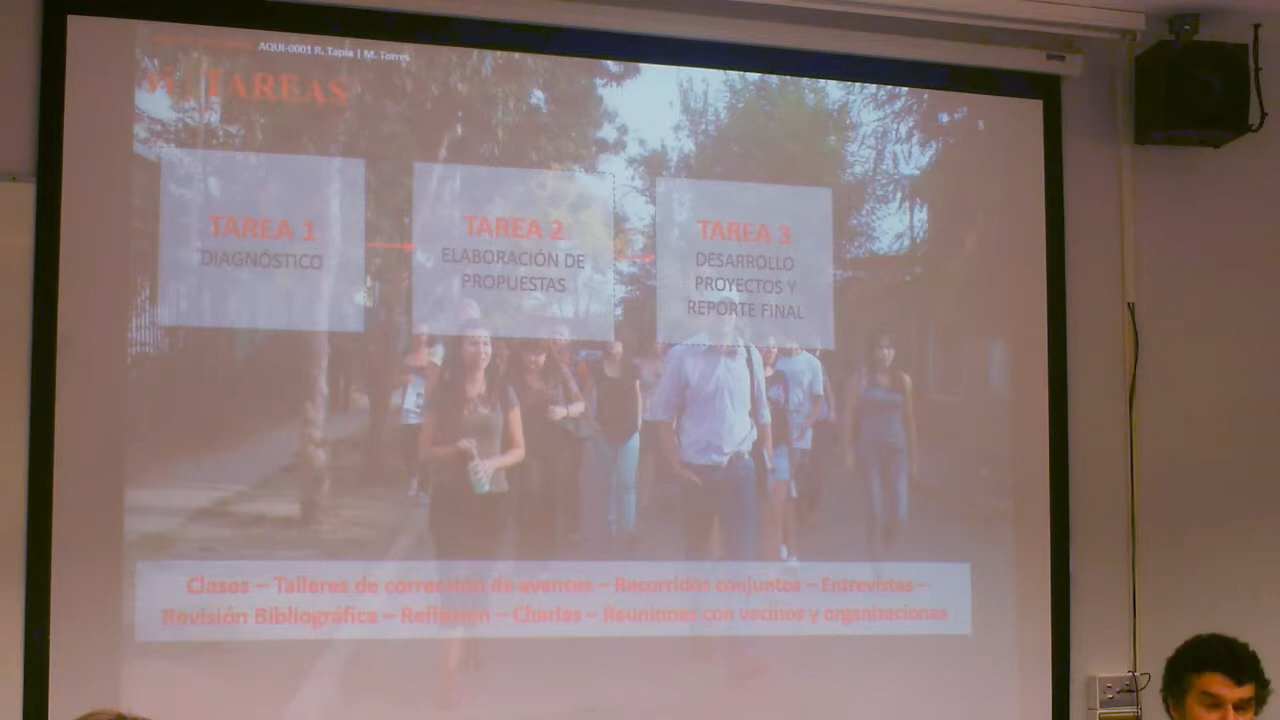 AQUI-0001 R. Tapia | M. Torres
vi. TAREAS
TAREA 1
DIAGNÓSTICO
TAREA 2
ELABORACIÓN DE
PROPUESTAS
TAREA 3
DESARROLLO
PROYECTOS Y
REPORTE FINAL
Clases – Talleres de corrección de avances – Recorridos conjuntos – Entrevistas –
Revisión Bibliográfica – Reflexión – Charlas – Reuniones con vecinos y organizaciones